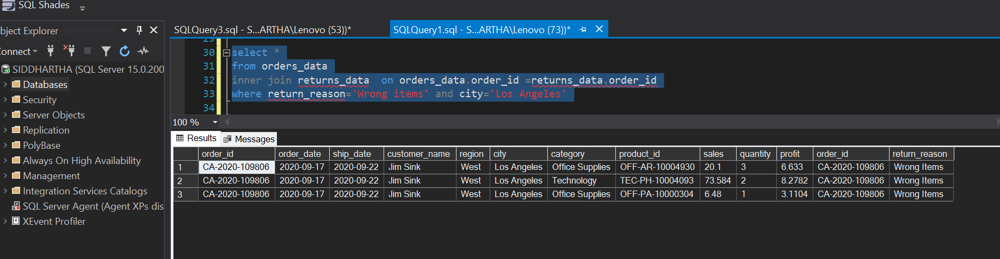 SQL Shades
bject Explorer
SQLQuery3.sql - S...ARTHA\Lenovo (53))*
SQLQuery1.sql - S...ARTHA\Lenovo (73))*
onnect
SIDDHARTHA (SQL Server 15.0.200
Databases
Security
Server Objects
Replication
PolyBase
Always On High Availability
Management
Integration Services Catalogs
SQL Server Agent (Agent XPs dis
XEvent Profiler
29
30 select *
31 from orders_data
32 inner join returns_data  on orders_data.order_id =returns_data.order_id
33 where return_reason='Wrong items' and city='Los Angeles'
34
100 %
Results Messages
order_id order_date ship_date customer_name region city category product_id sales quantity profit order_id return_reason
1 CA-2020-109806 2020-09-17 2020-09-22 Jim Sink West Los Angeles Office Supplies OFF-AR-10004930 20.1 3 6.633 CA-2020-109806 Wrong Items
2 CA-2020-109806 2020-09-17 2020-09-22 Jim Sink West Los Angeles Technology TEC-PH-10004093 73.584 2 8.2782 CA-2020-109806 Wrong Items
3 CA-2020-109806 2020-09-17 2020-09-22 Jim Sink West Los Angeles Office Supplies OFF-PA-10000304 6.48 1 3.1104 CA-2020-109806 Wrong Items